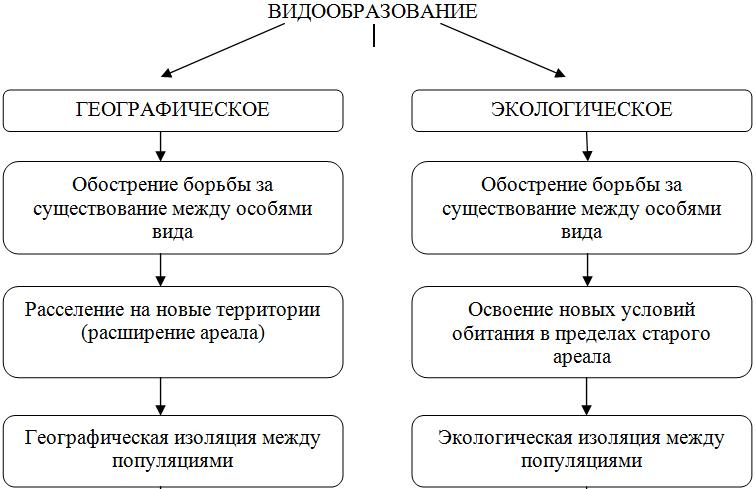 ВИДООБРАЗОВАНИЕ
ГЕОГРАФИЧЕСКОЕ
Обострение борьбы за
существование между особями
вида
Расселение на новые территории
(расширение ареала)
Географическая изоляция между
популяциями
ЭКОЛОГИЧЕСКОЕ
Обострение борьбы за
существование между особями
вида
Освоение новых условий
обитания в пределах старого
ареала
Экологическая изоляция между
популяциями